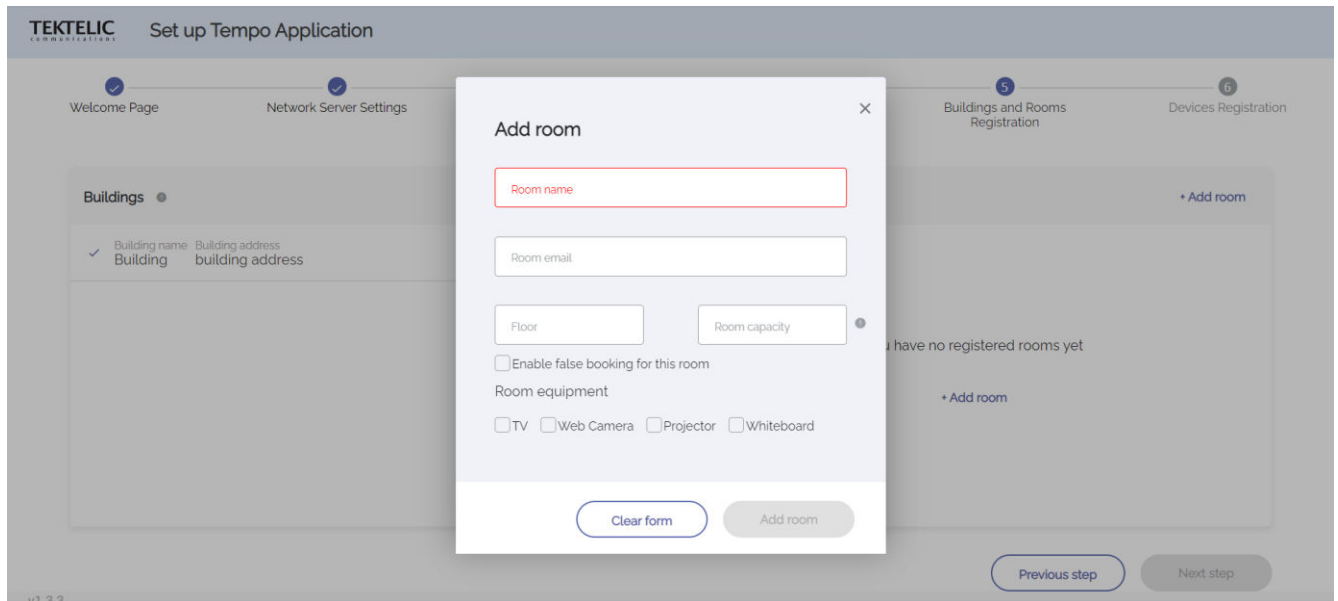 TEKTELIC
communications
Set up Tempo Application
Welcome Page
Network Server Settings
5
Buildings and Rooms
Registration
6
Devices Registration
Buildings
+ Add room
Building name Building address
Building building address
Add room
Room name
Room email
Floor
Room capacity
Enable false booking for this room
Room equipment
TV Web Camera Projector Whiteboard
Clear form
Add room
have no registered rooms yet
+ Add room
Previous step
Next step
v1.3.3